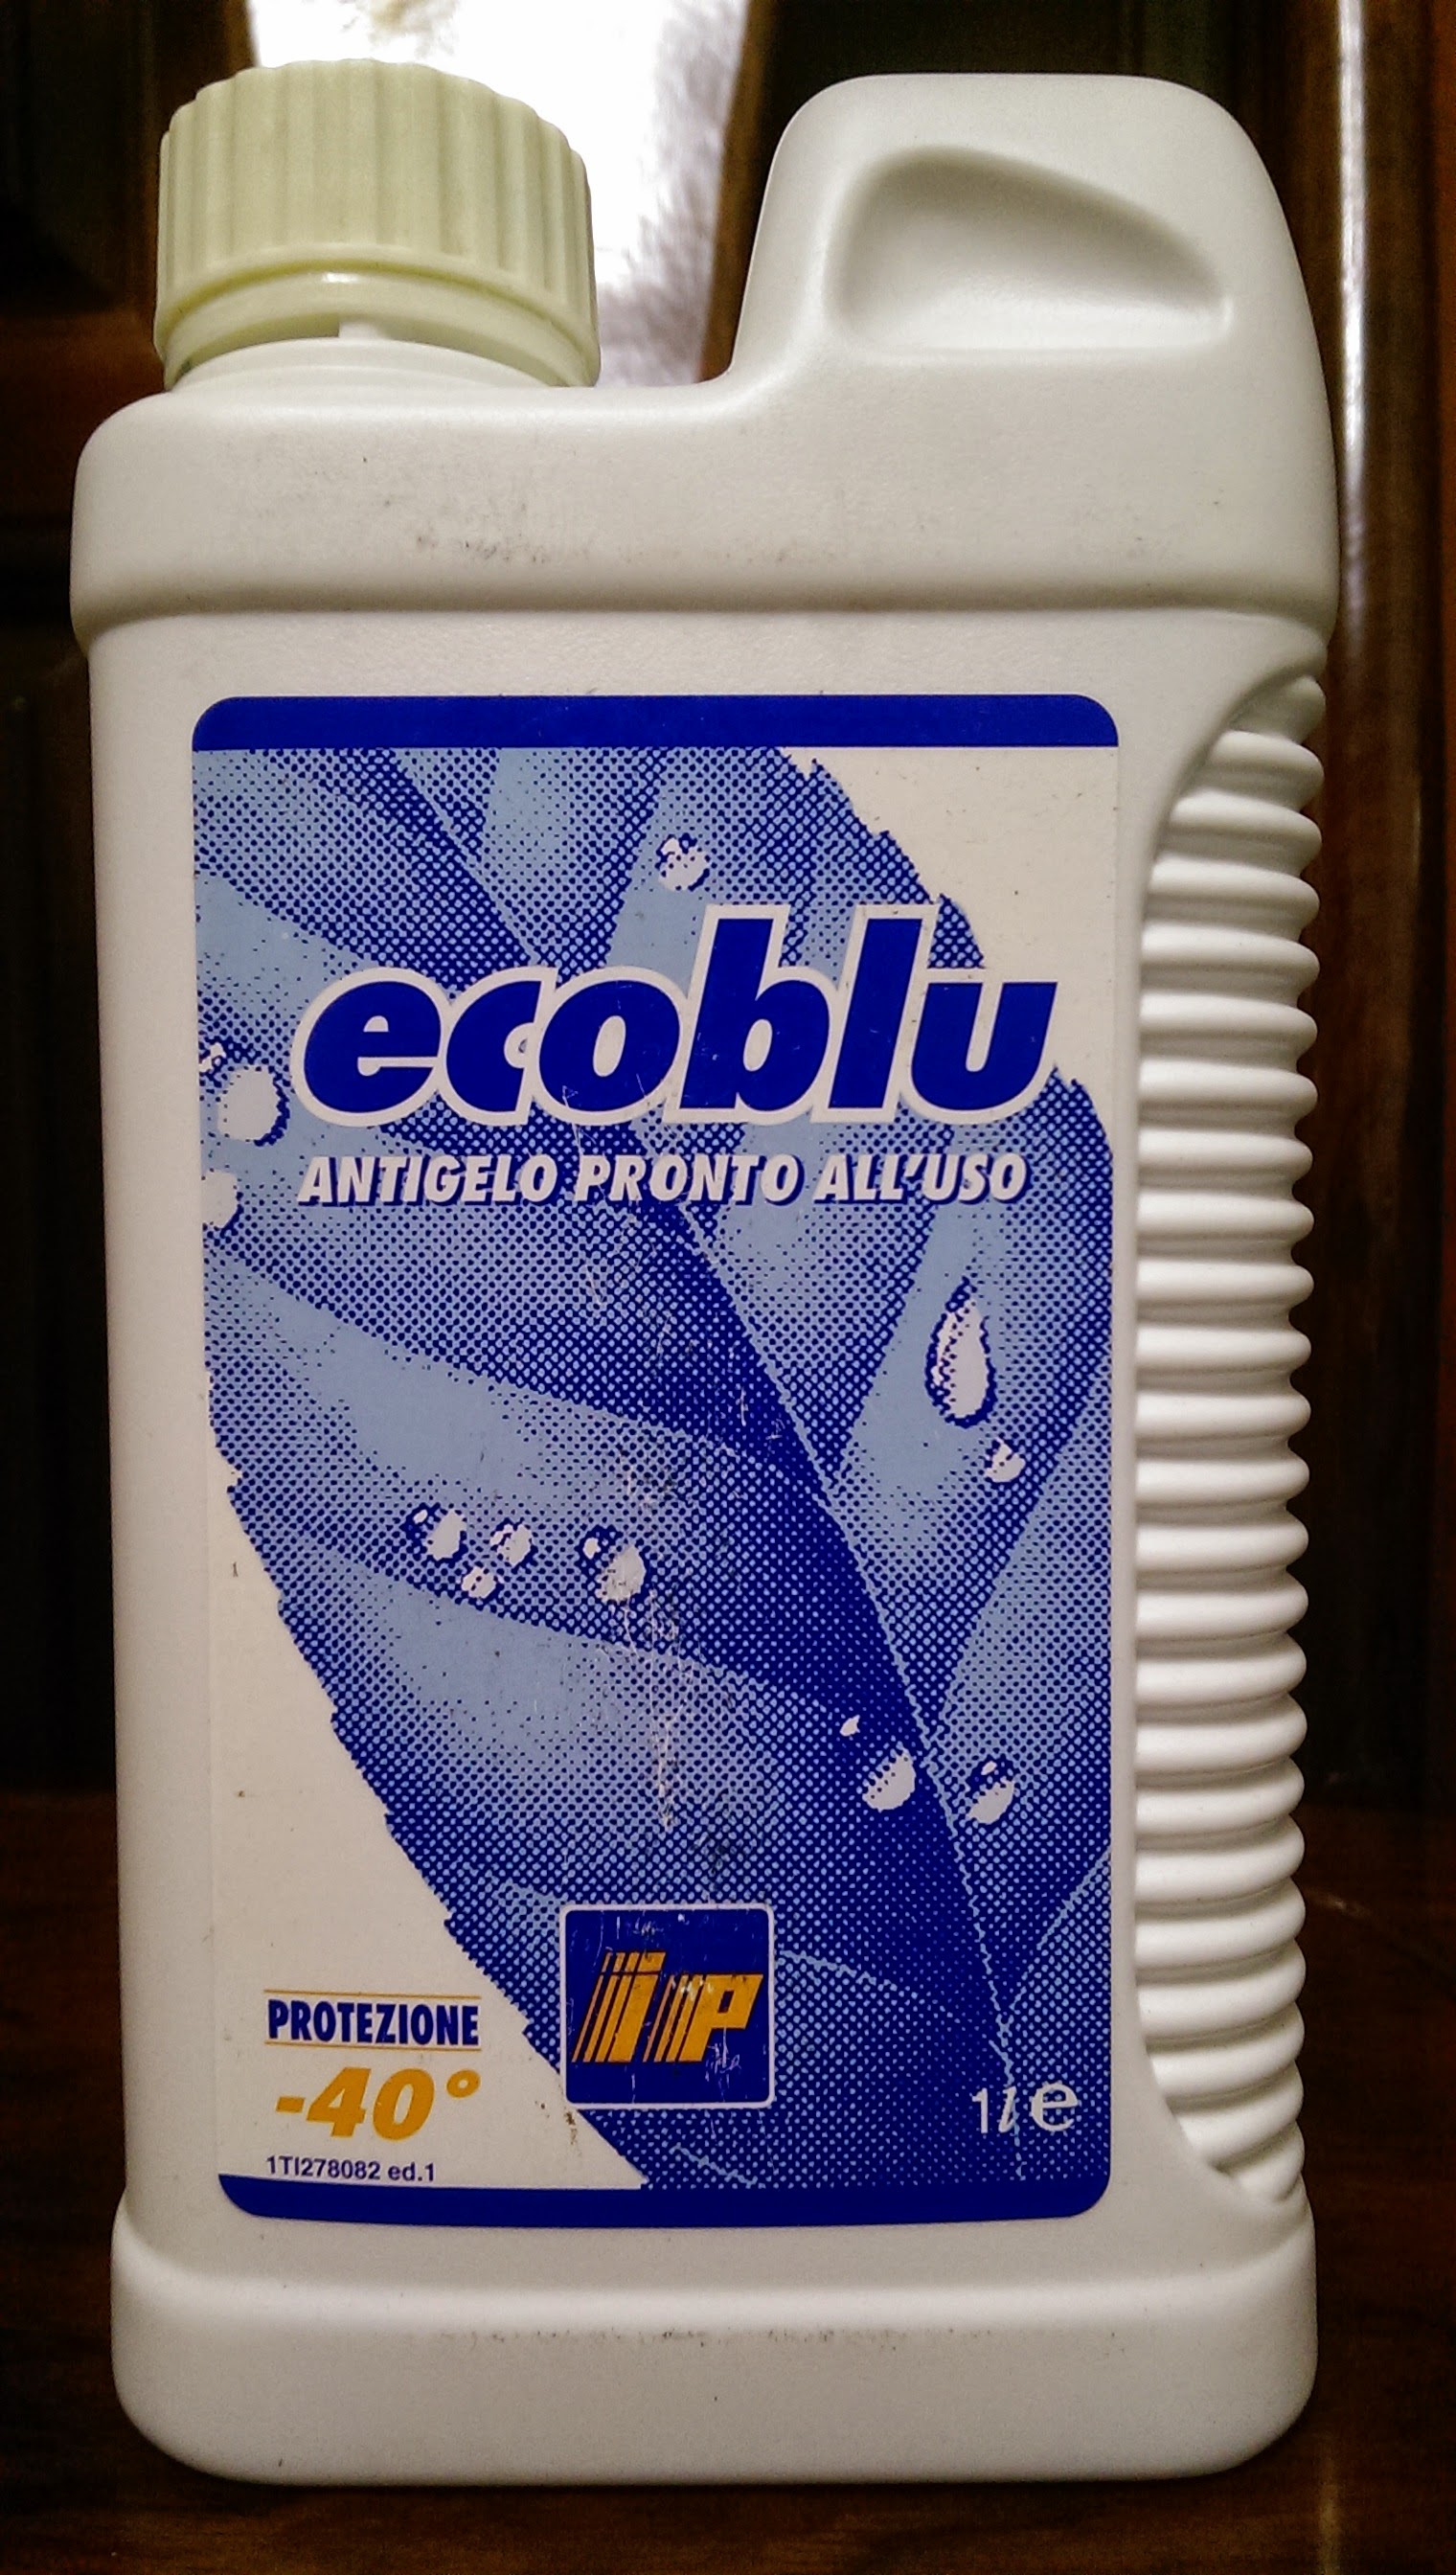 ecoblu
ANTIGELO PRONTO ALL'USO
ip
PROTEZIONE
-40°
1l e
1TI278082 ed.1